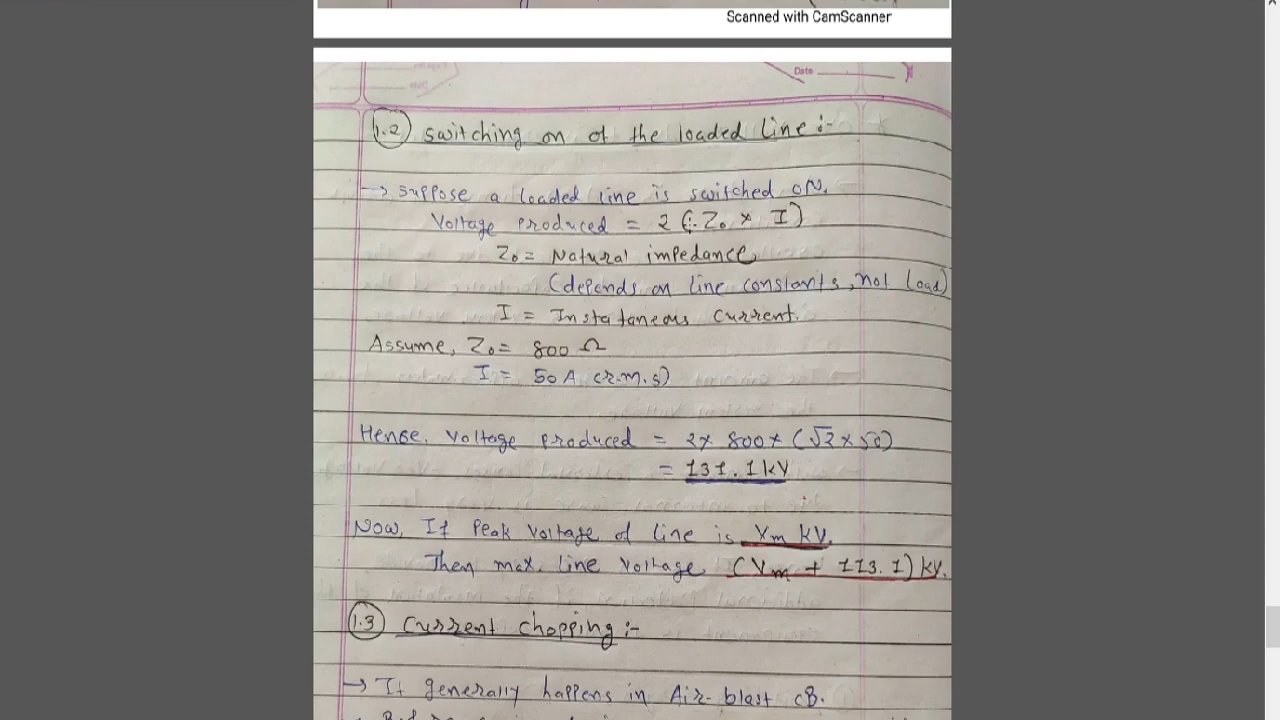 Scanned with CamScanner
Date
1.2 Switching on of the loaded line :-
→ Suppose a loaded line is switched ON.
Voltage produced = 2 (Z₀ × I)
Z₀ = Natural impedance
(depends on line constants, not load)
I = Instataneous current.
Assume, Z₀ = 800 Ω
I = 50 A (r.m.s)
Hense, voltage produced = 2 × 800 × (√2 × 50)
= 131.1 kV
Now, If peak voltage of line is Vm kV.
Then max. line voltage (Vm + 113.1) kV.
1.3 Current chopping :-
→ It generally happens in Air-blast CB.